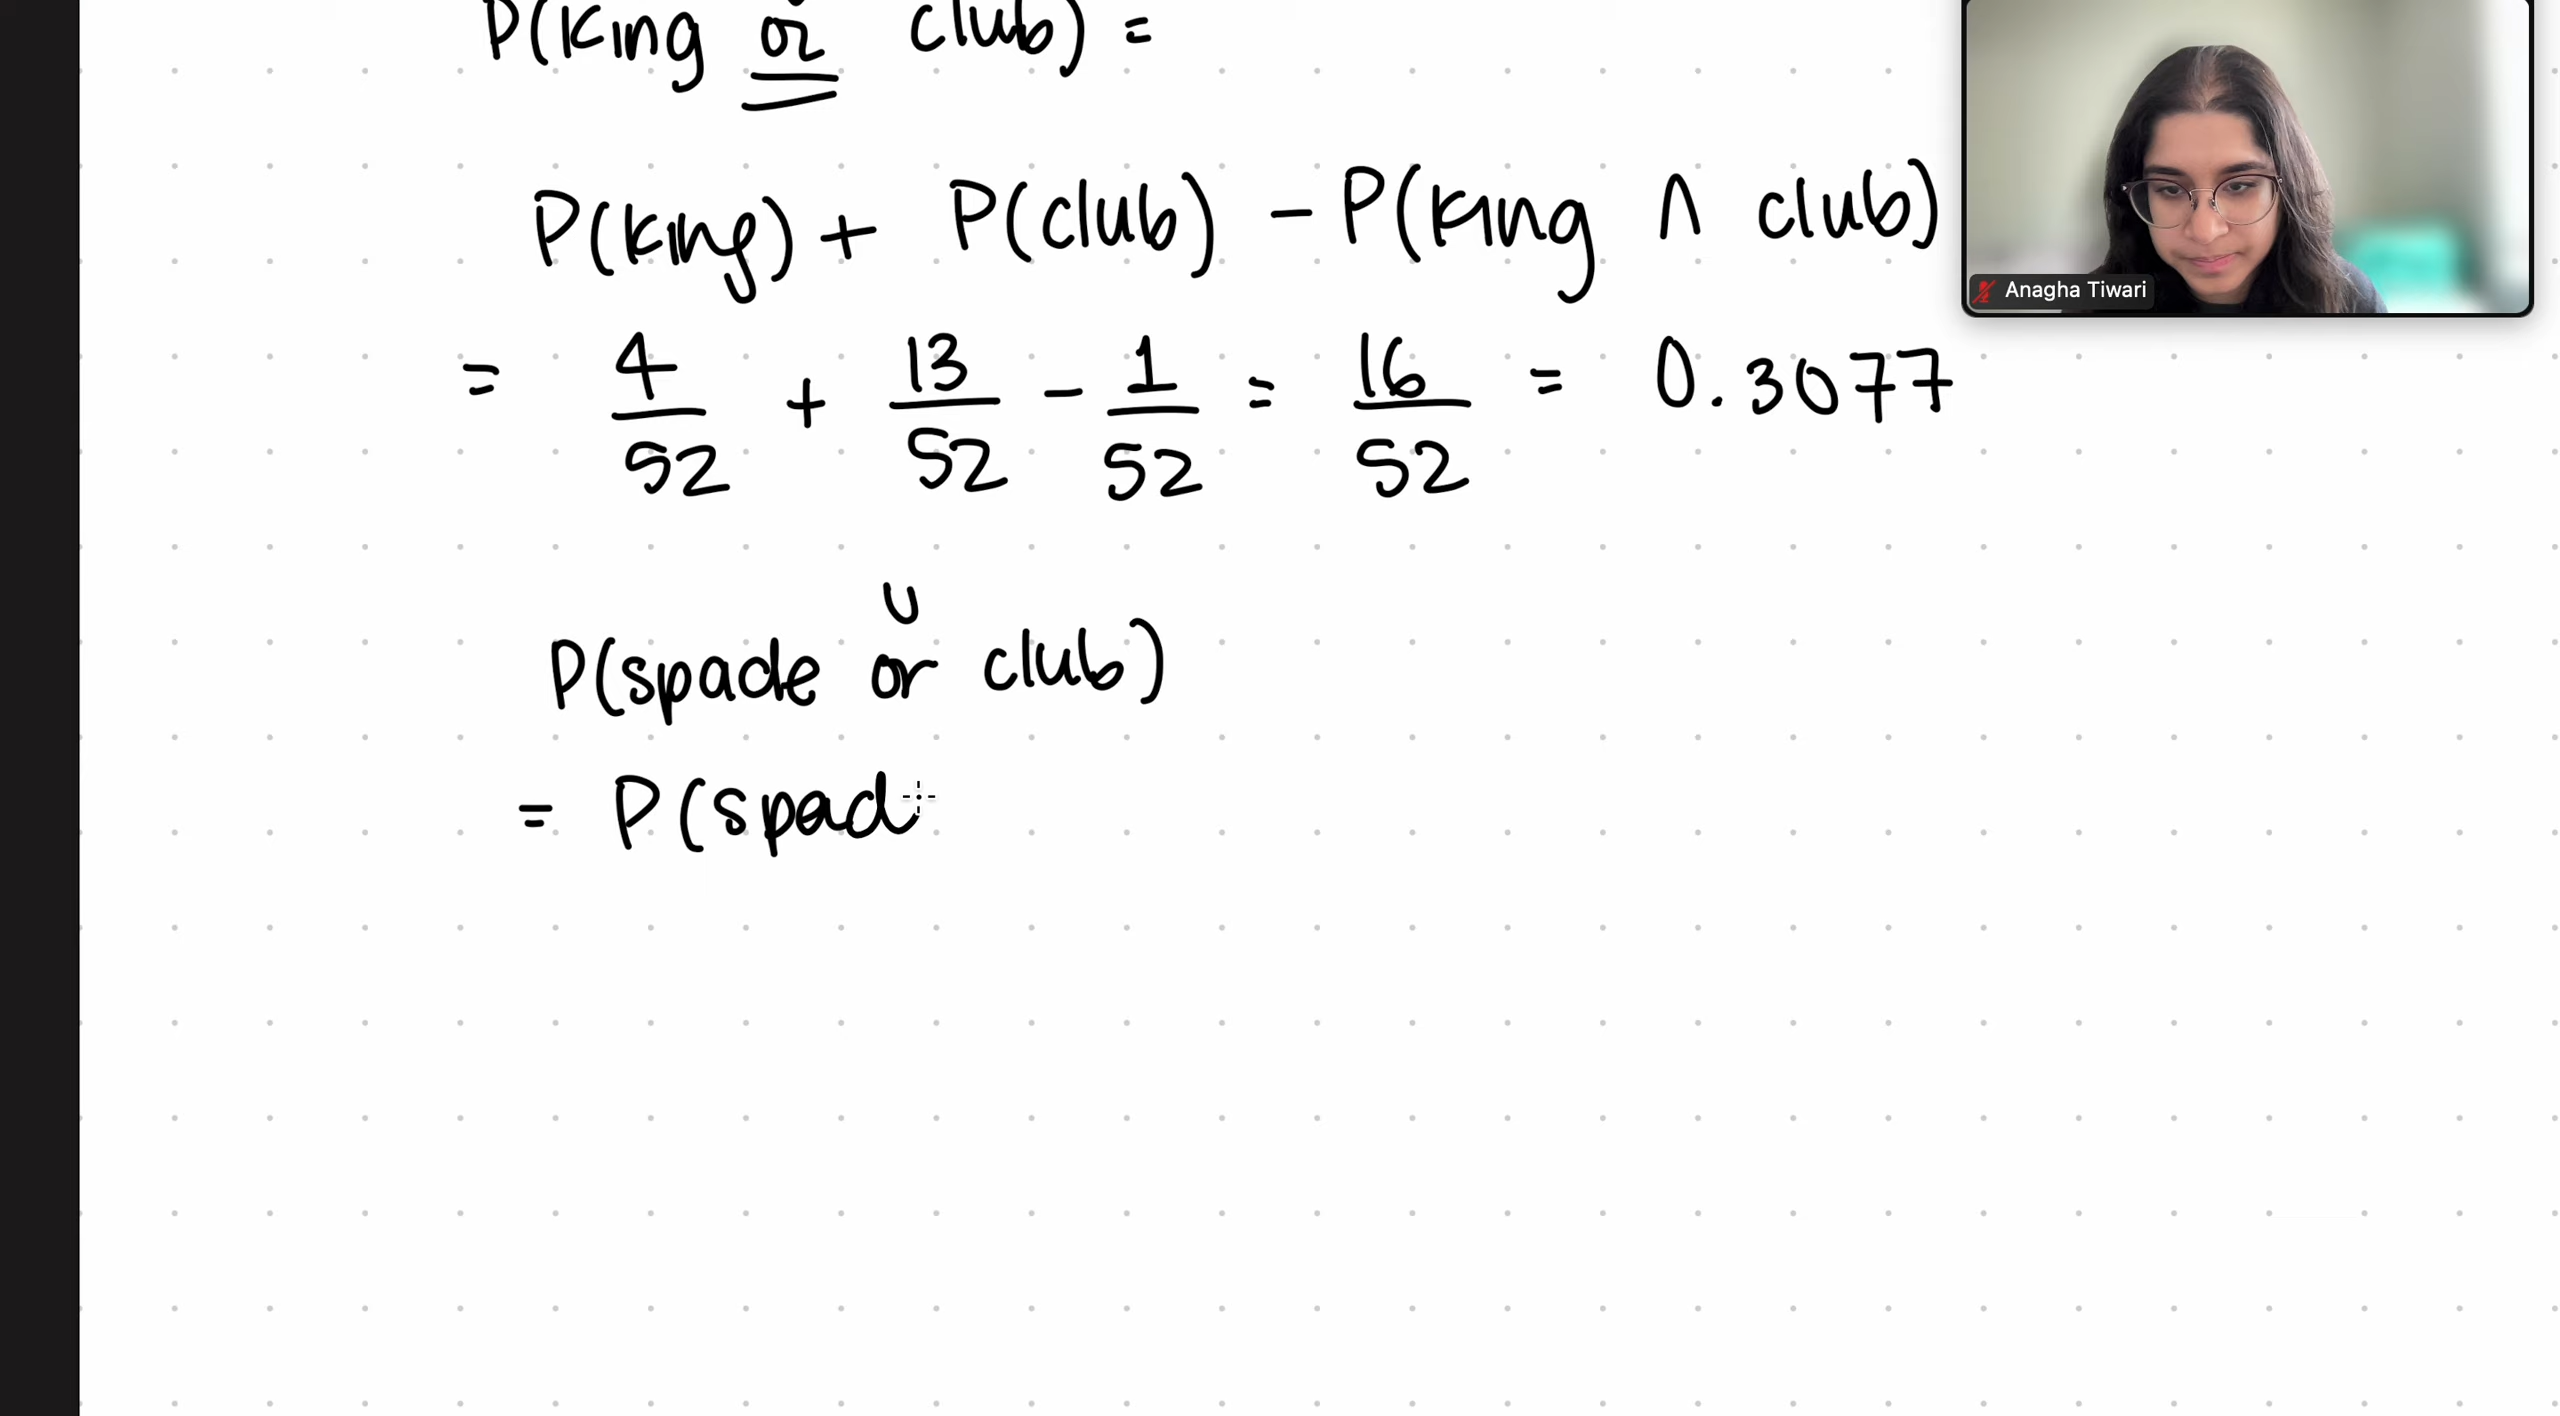 P(King or club) =
P(king) + P(club) - P(king ∩ club)
Anagha Tiwari
= 4/52 + 13/52 - 1/52 = 16/52 = 0.3077
∪
P(spade or club)
= P(spad